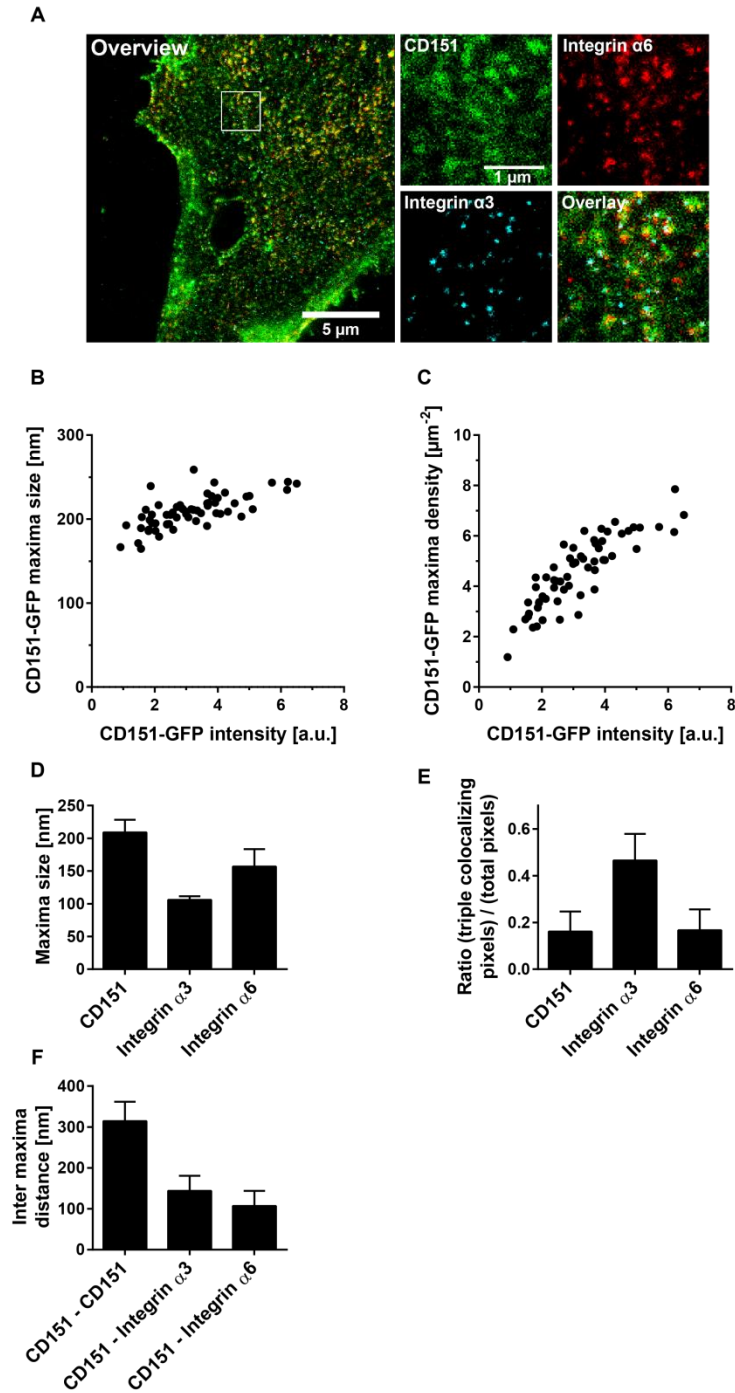 A
Overview
CD151
Integrin α6
1 µm
Integrin α3
Overlay
5 µm
B
C
CD151-GFP maxima size [nm]
300
200
100
0
0 2 4 6 8
CD151-GFP intensity [a.u.]
CD151-GFP maxima density [µm⁻²]
10
8
6
4
2
0
0 2 4 6 8
CD151-GFP intensity [a.u.]
D
E
Maxima size [nm]
250
200
150
100
50
0
CD151
Integrin α3
Integrin α6
Ratio (triple colocalizing
pixels) / (total pixels)
0.6
0.4
0.2
0.0
CD151
Integrin α3
Integrin α6
F
Inter maxima
distance [nm]
400
300
200
100
0
CD151 - CD151
CD151 - Integrin α3
CD151 - Integrin α6